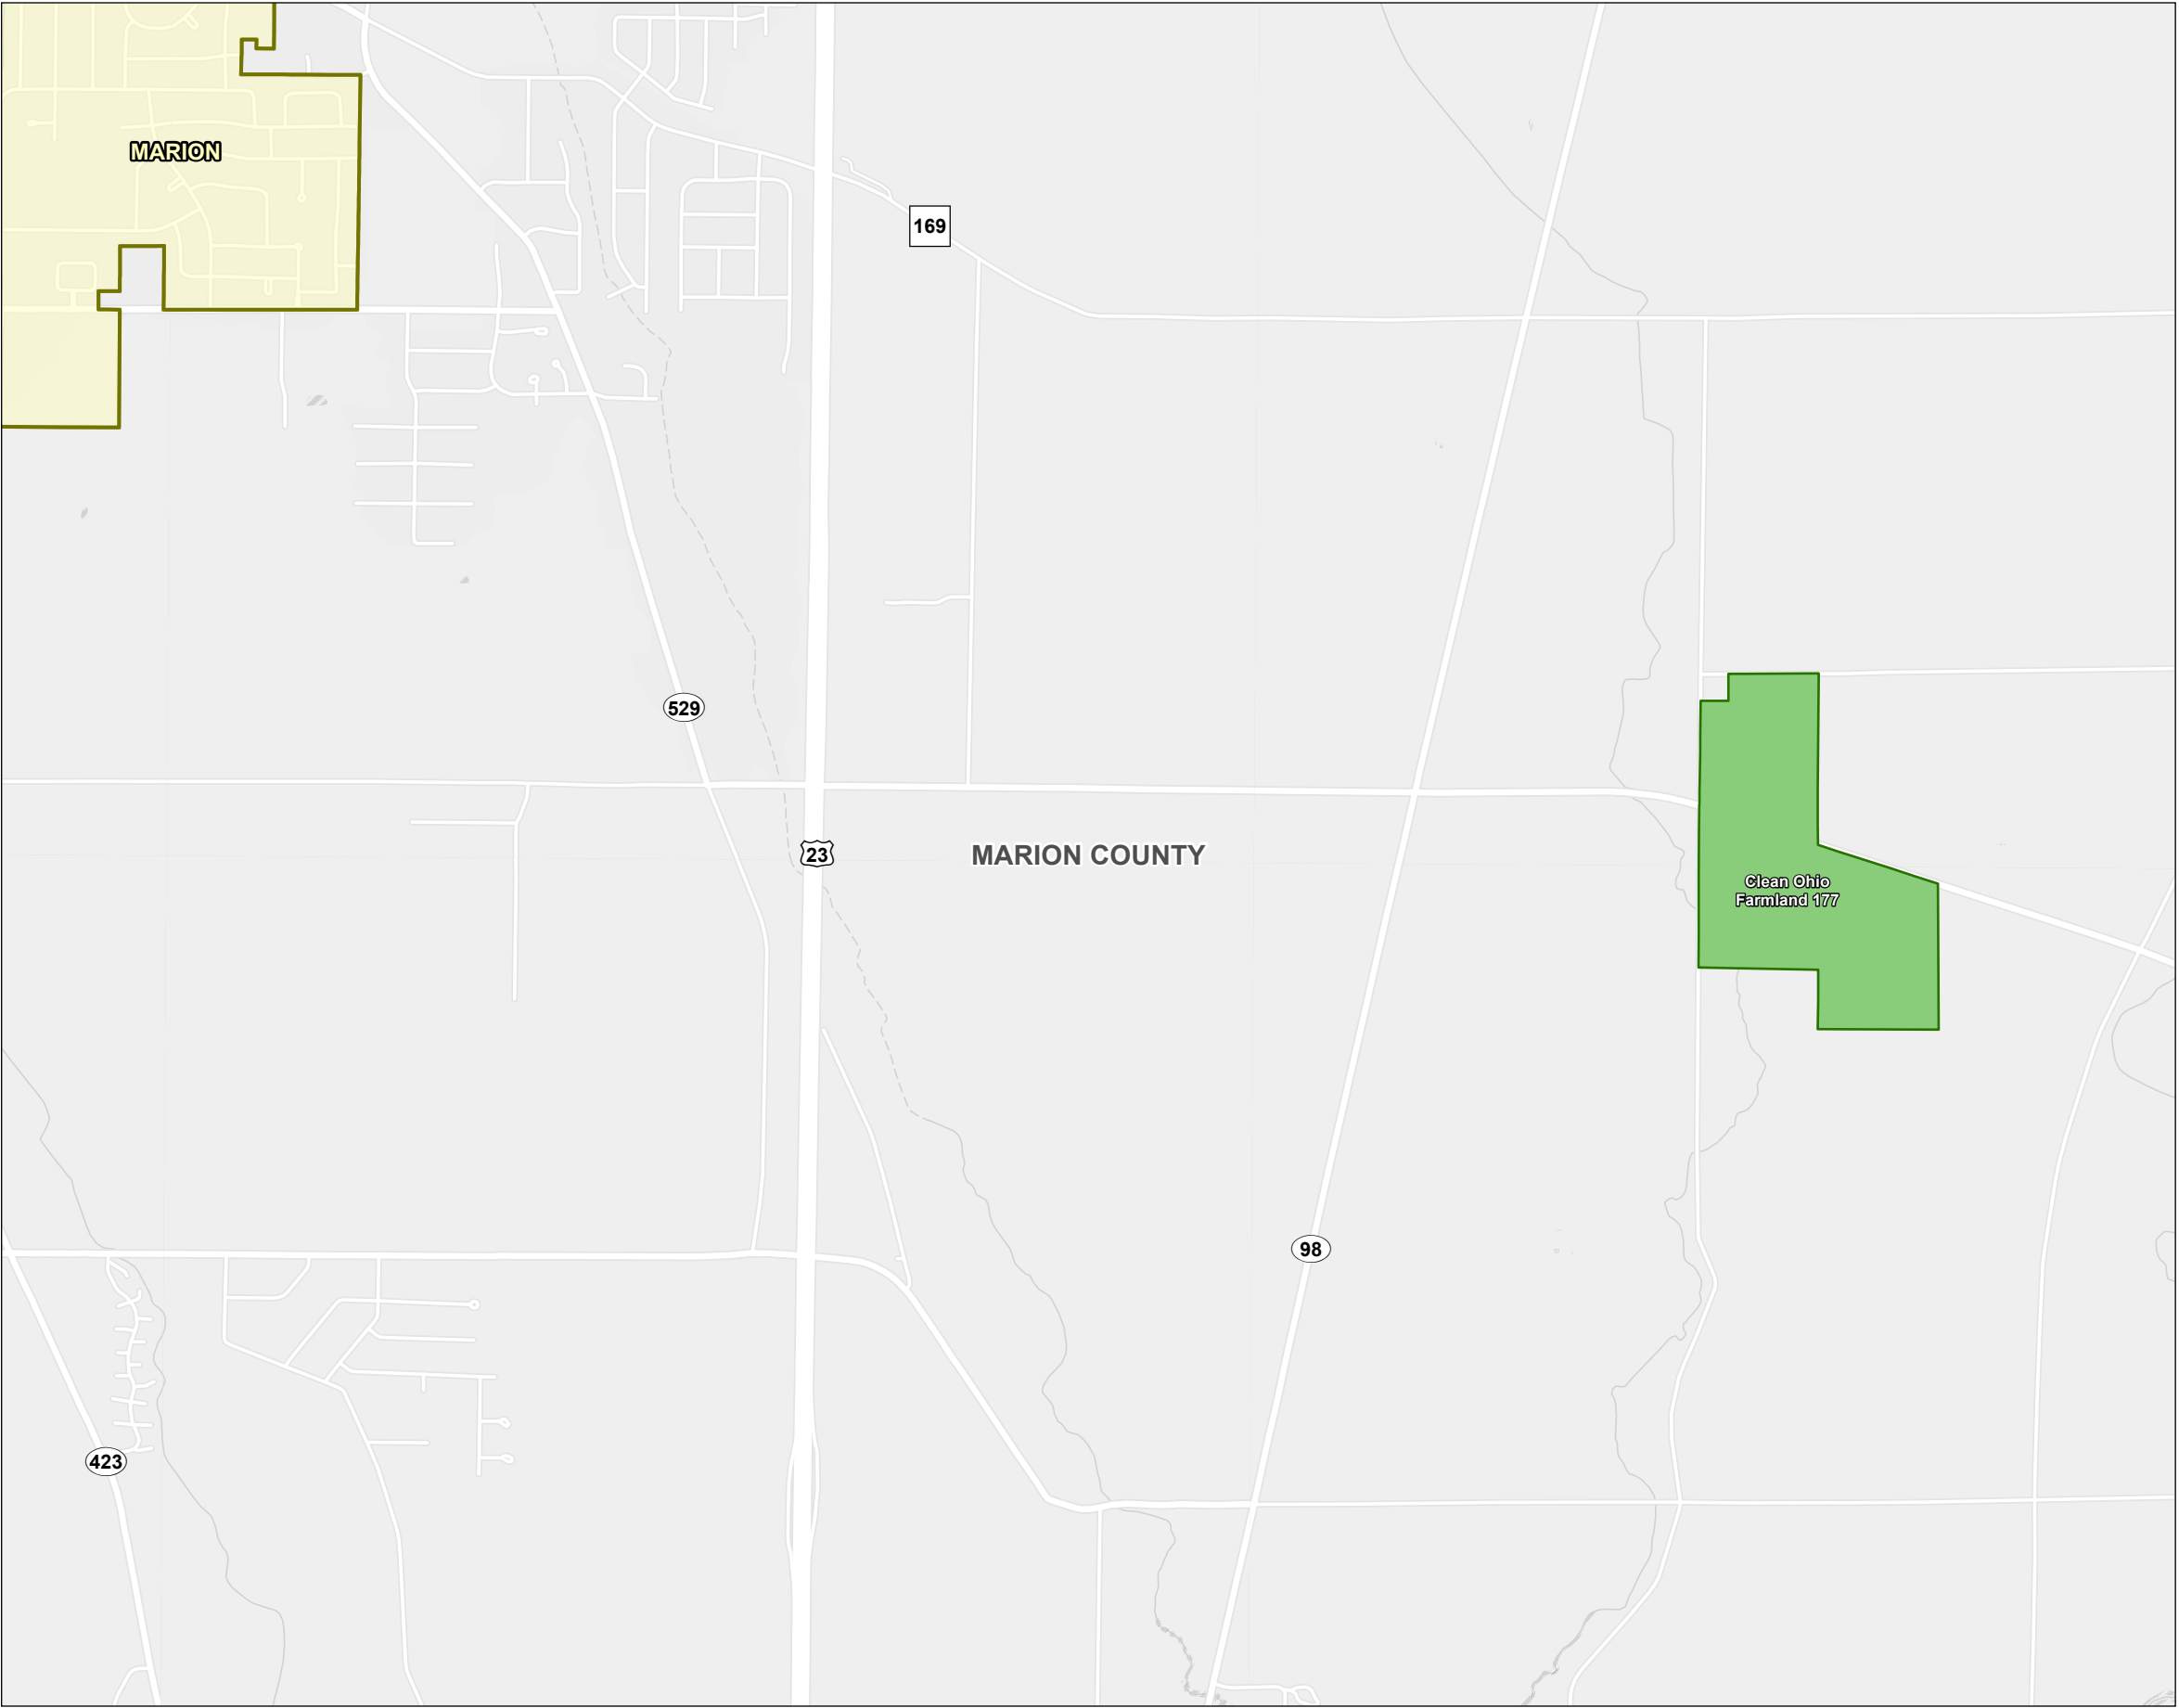 MARION
169
529
23
MARION COUNTY
Clean Ohio
Farmland 177
98
423